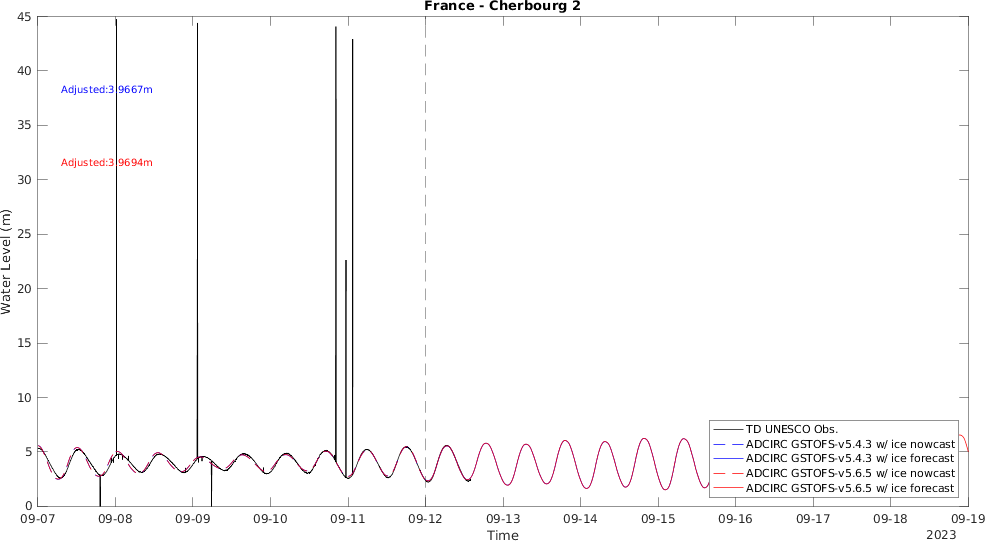 France - Cherbourg 2
45
40
35
30
25
20
15
10
5
0
Water Level (m)
Adjusted:3.9667m
Adjusted:3.9694m
TD UNESCO Obs.
ADCIRC GSTOFS-v5.4.3 w/ ice nowcast
ADCIRC GSTOFS-v5.4.3 w/ ice forecast
ADCIRC GSTOFS-v5.6.5 w/ ice nowcast
ADCIRC GSTOFS-v5.6.5 w/ ice forecast
09-07 09-08 09-09 09-10 09-11 09-12 09-13 09-14 09-15 09-16 09-17 09-18 09-19
Time
2023